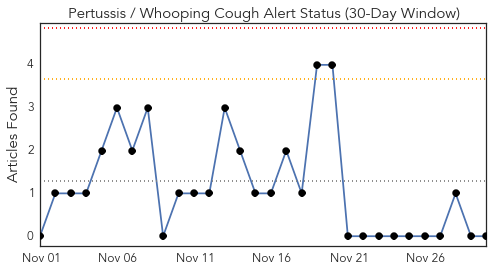 Pertussis / Whooping Cough Alert Status (30-Day Window)
Articles Found
4
3
2
1
0
Nov 01 Nov 06 Nov 11 Nov 16 Nov 21 Nov 26